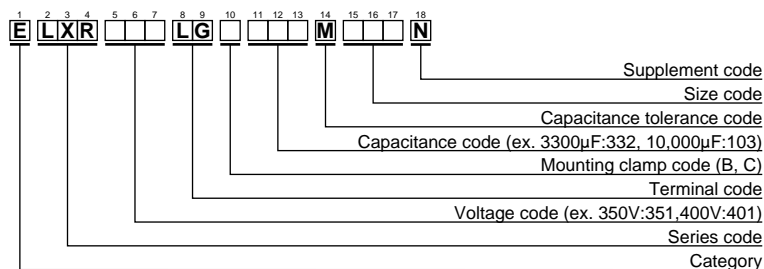 1 2 3 4 5 6 7 8 9 10 11 12 13 14 15 16 17 18
E LXR LG M N
Supplement code
Size code
Capacitance tolerance code
Capacitance code (ex. 3300µF:332, 10,000µF:103)
Mounting clamp code (B, C)
Terminal code
Voltage code (ex. 350V:351,400V:401)
Series code
Category